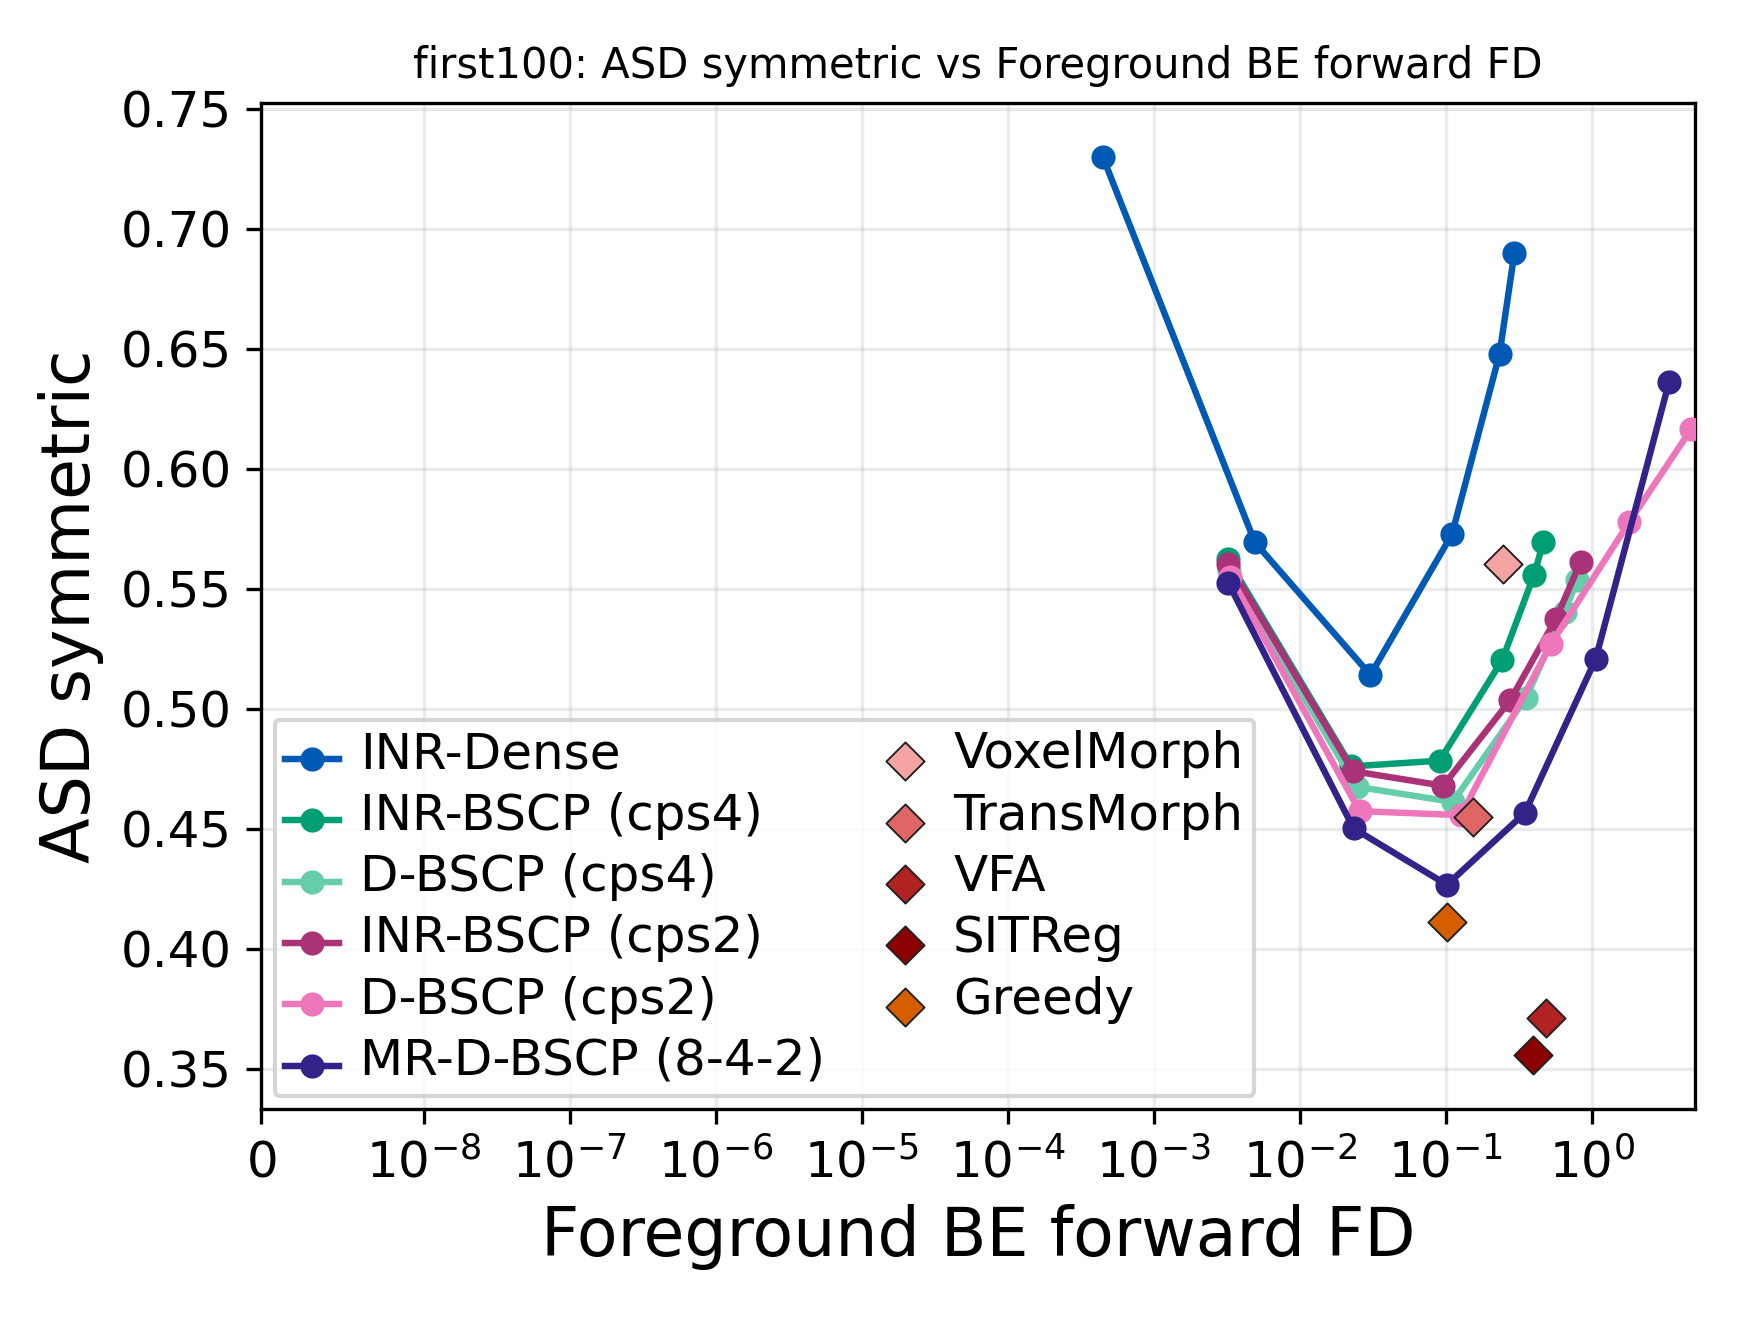 first100: ASD symmetric vs Foreground BE forward FD
0.75
0.70
0.65
0.60
0.55
0.50
0.45
0.40
0.35
ASD symmetric
INR-Dense
INR-BSCP (cps4)
D-BSCP (cps4)
INR-BSCP (cps2)
D-BSCP (cps2)
MR-D-BSCP (8-4-2)
VoxelMorph
TransMorph
VFA
SITReg
Greedy
0 10⁻⁸ 10⁻⁷ 10⁻⁶ 10⁻⁵ 10⁻⁴ 10⁻³ 10⁻² 10⁻¹ 10⁰
Foreground BE forward FD